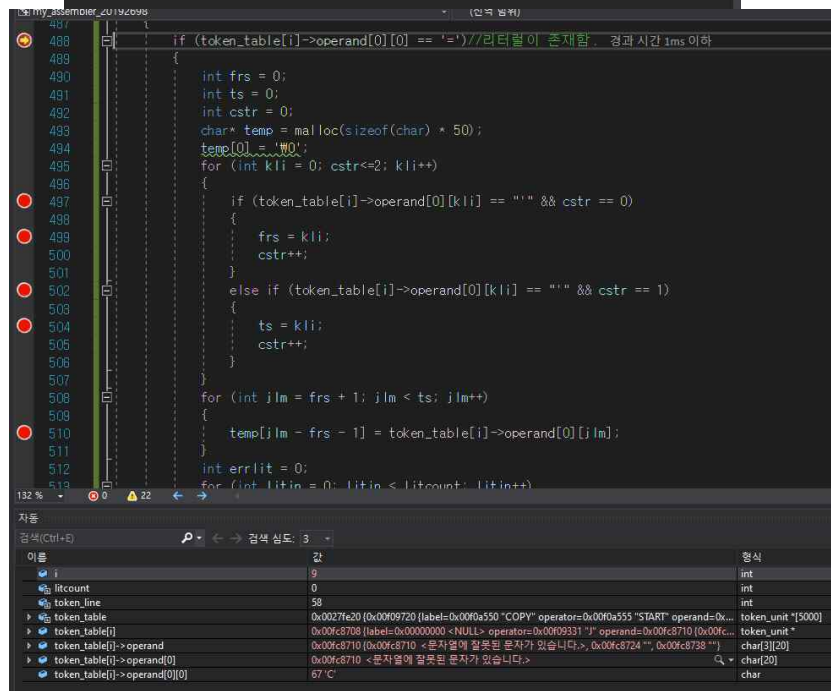 my_assembler_20192698
(전역 범위)
487 {
488 if (token_table[i]->operand[0][0] == '=')//리터럴이 존재함. 경과 시간 1ms 이하
489 {
490 int frs = 0;
491 int ts = 0;
492 int cstr = 0;
493 char* temp = malloc(sizeof(char) * 50);
494 temp[0] = '₩0';
495 for (int kli = 0; cstr<=2; kli++)
496 {
497 if (token_table[i]->operand[0][kli] == "'" && cstr == 0)
498 {
499 frs = kli;
500 cstr++;
501 }
502 else if (token_table[i]->operand[0][kli] == "'" && cstr == 1)
503 {
504 ts = kli;
505 cstr++;
506 }
507 }
508 for (int jlm = frs + 1; jlm < ts; jlm++)
509 {
510 temp[jlm - frs - 1] = token_table[i]->operand[0][jlm];
511 }
512 int errlit = 0;
513 for (int litin = 0; litin < litcount; litin++)
132 % 0 22
자동
검색(Ctrl+E) 검색 심도: 3
이름 값 형식
i 9 int
litcount 0 int
token_line 58 int
token_table 0x0027fe20 {0x00f09720 {label=0x00f0a550 "COPY" operator=0x00f0a555 "START" operand=0x... token_unit *[5000]
token_table[i] 0x00fc8708 {label=0x00000000 <NULL> operator=0x00f09331 "J" operand=0x00fc8710 {0x00fc... token_unit *
token_table[i]->operand 0x00fc8710 {0x00fc8710 <문자열에 잘못된 문자가 있습니다.>, 0x00fc8724 "", 0x00fc8738 ""} char[3][20]
token_table[i]->operand[0] 0x00fc8710 <문자열에 잘못된 문자가 있습니다.> char[20]
token_table[i]->operand[0][0] 67 'C' char